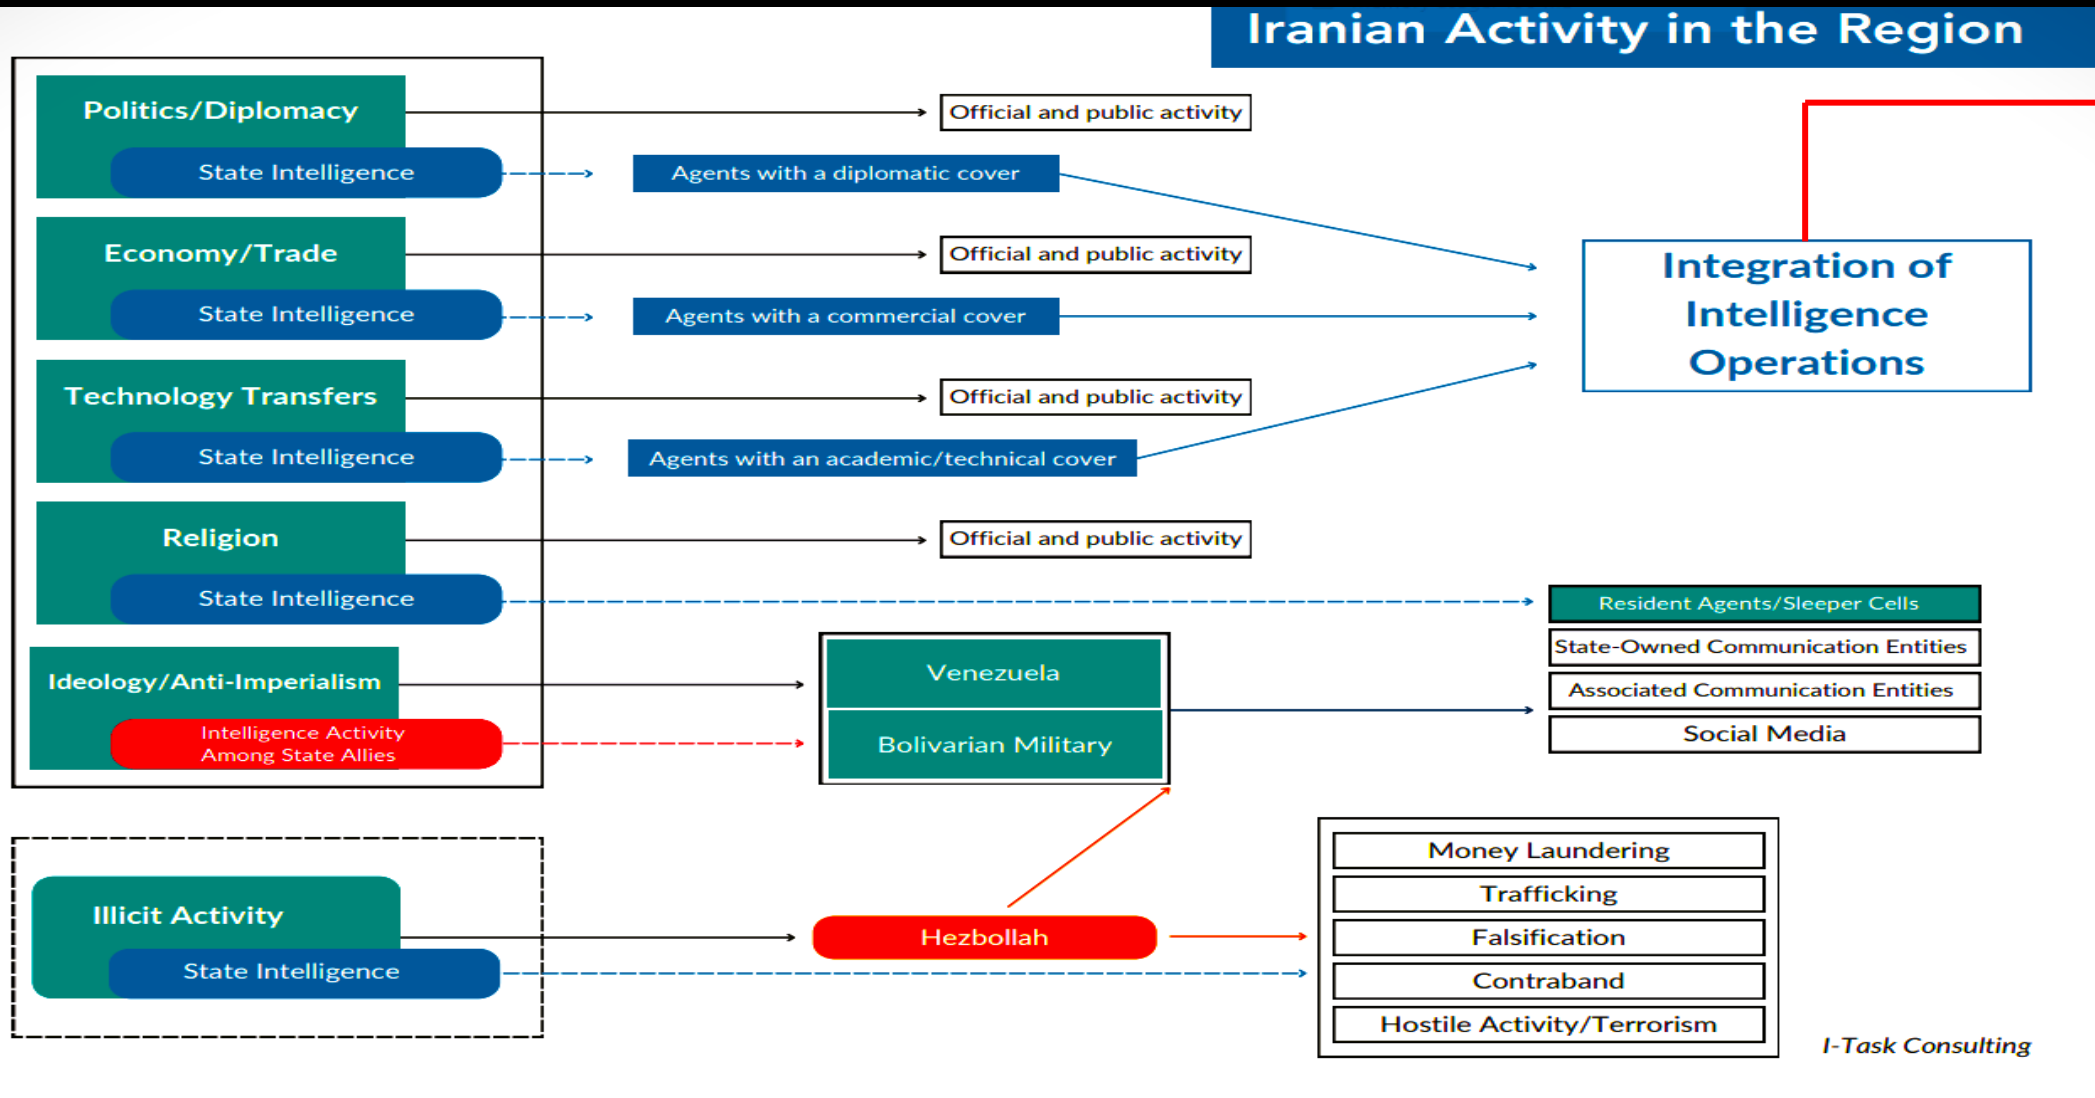 Iranian Activity in the Region
Politics/Diplomacy
Official and public activity
State Intelligence
Agents with a diplomatic cover
Economy/Trade
Official and public activity
State Intelligence
Agents with a commercial cover
Integration of
Intelligence
Operations
Technology Transfers
Official and public activity
State Intelligence
Agents with an academic/technical cover
Religion
Official and public activity
State Intelligence
Resident Agents/Sleeper Cells
State-Owned Communication Entities
Associated Communication Entities
Social Media
Ideology/Anti-Imperialism
Intelligence Activity
Among State Allies
Venezuela
Bolivarian Military
Illicit Activity
State Intelligence
Hezbollah
Money Laundering
Trafficking
Falsification
Contraband
Hostile Activity/Terrorism
I-Task Consulting